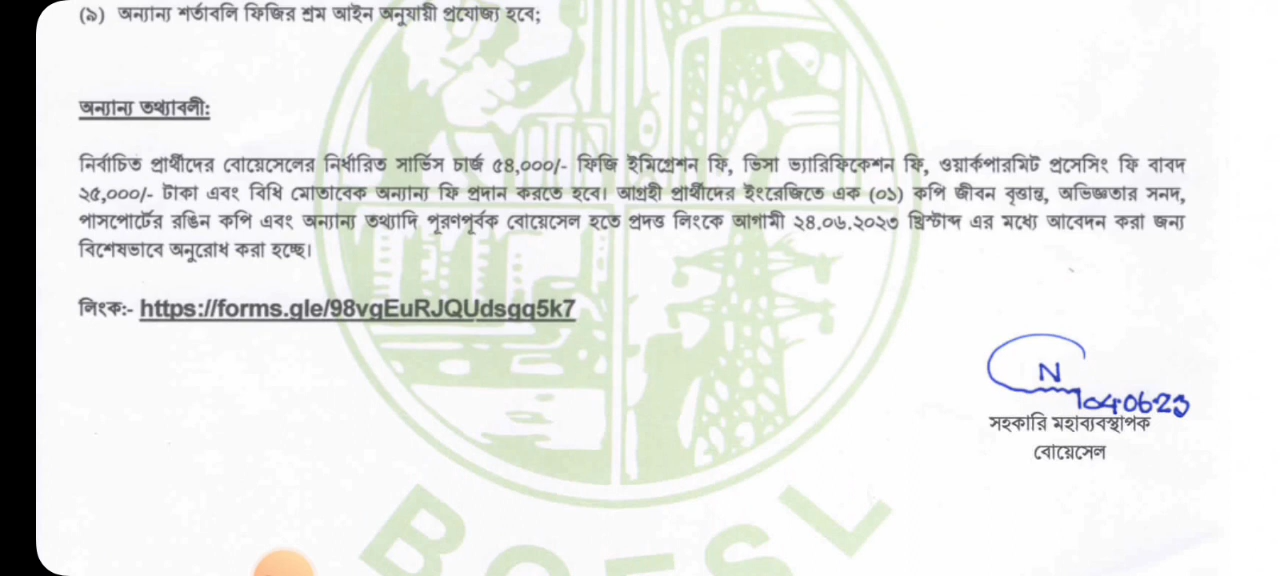 (৯) অন্যান্য শর্তাবলি ফিজির শ্রম আইন অনুযায়ী প্রযোজ্য হবে;
অন্যান্য তথ্যাবলী:
নির্বাচিত প্রার্থীদের বোয়েসেলের নির্ধারিত সার্ভিস চার্জ ৫৪,০০০/- ফিজি ইমিগ্রেশন ফি, ভিসা ভ্যারিফিকেশন ফি, ওয়ার্কপারমিট প্রসেসিং ফি বাবদ
২৫,০০০/- টাকা এবং বিধি মোতাবেক অন্যান্য ফি প্রদান করতে হবে। আগ্রহী প্রার্থীদের ইংরেজিতে এক (০১) কপি জীবন বৃত্তান্ত, অভিজ্ঞতার সনদ,
পাসপোর্টের রঙিন কপি এবং অন্যান্য তথ্যাদি পূরণপূর্বক বোয়েসেল হতে প্রদত্ত লিংকে আগামী ২৪.০৬.২০২৩ খ্রিস্টাব্দ এর মধ্যে আবেদন করা জন্য
বিশেষভাবে অনুরোধ করা হচ্ছে।
লিংক:- https://forms.gle/98vgEuRJQUdsgq5k7
N
04.06.23
সহকারি মহাব্যবস্থাপক
বোয়েসেল
BOESL